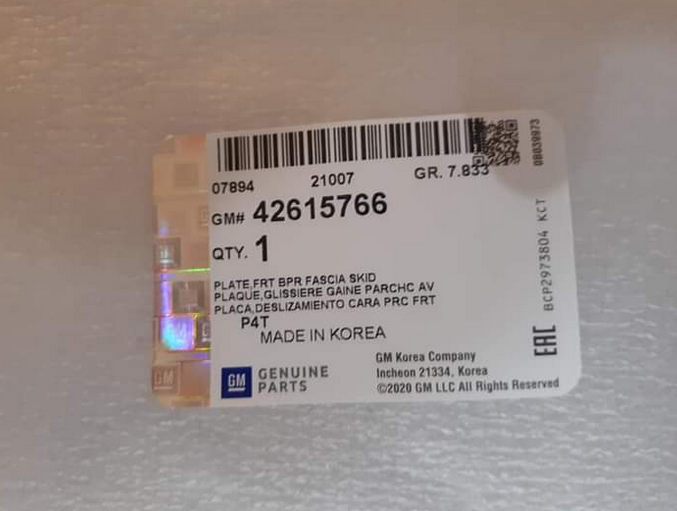 07894 21007 GR. 7.833
GM# 42615766
QTY. 1
PLATE,FRT BPR FASCIA SKID
PLAQUE,GLISSIERE GAINE PARCHC AV
PLACA,DESLIZAMIENTO CARA PRC FRT
P4T
MADE IN KOREA
GM GENUINE
PARTS
GM Korea Company
Incheon 21334, Korea
©2020 GM LLC All Rights Reserved
EAC
BCP2973804 KCT
GM